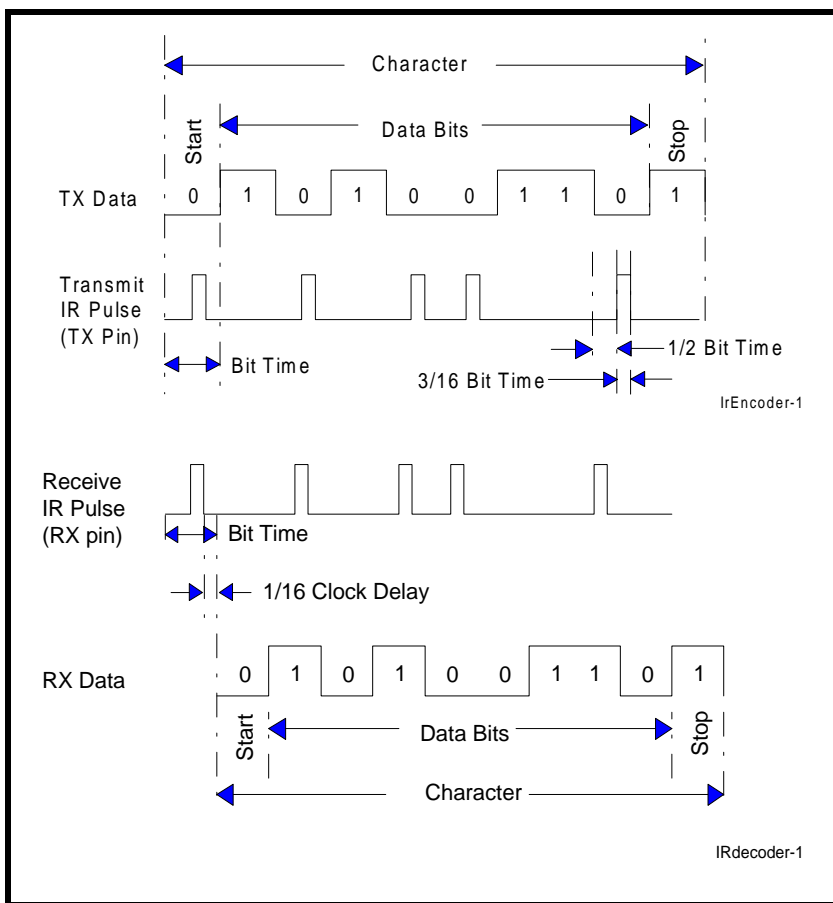 Character
Start
Data Bits
Stop
TX Data
0 1 0 1 0 0 1 1 0 1
Transmit
IR Pulse
(TX Pin)
Bit Time
1/2 Bit Time
3/16 Bit Time
IrEncoder-1
Receive
IR Pulse
(RX pin)
Bit Time
1/16 Clock Delay
RX Data
0 1 0 1 0 0 1 1 0 1
Start
Data Bits
Stop
Character
IRdecoder-1